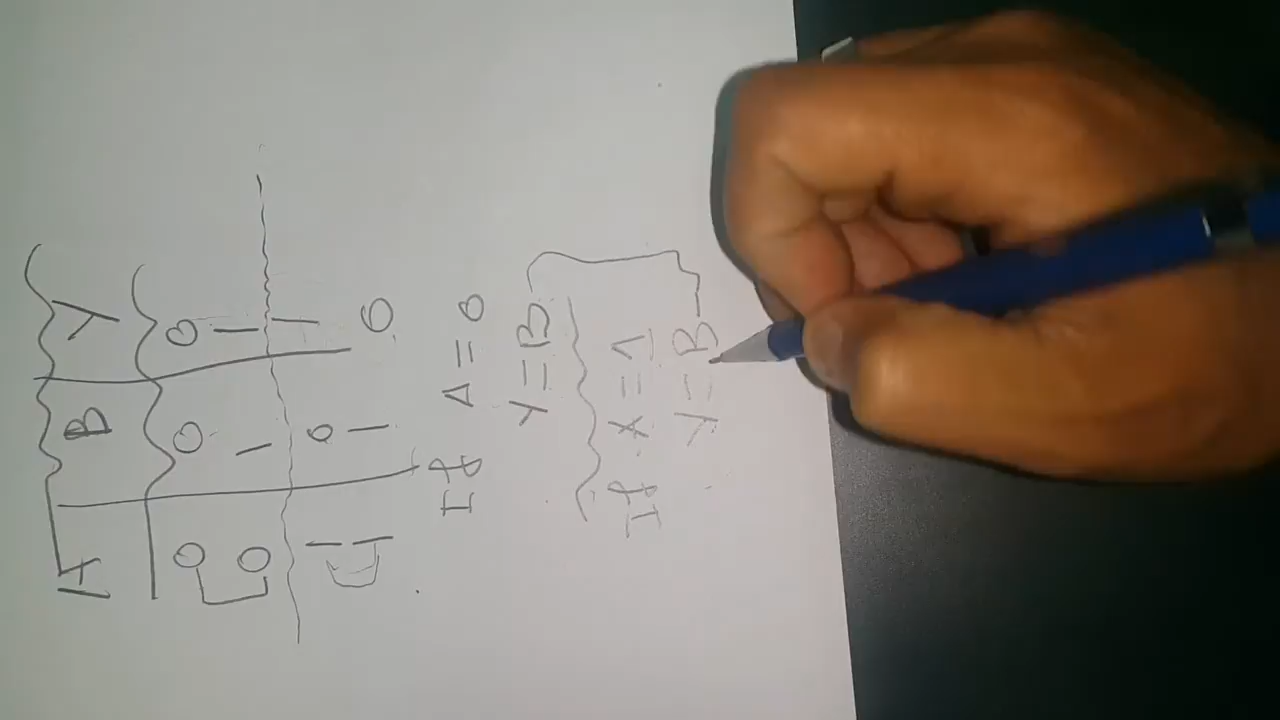 A B Y
0 0 0
0 1 1
1 0 1
1 1 0
If A = 0
Y = B
If A = 1
Y = B